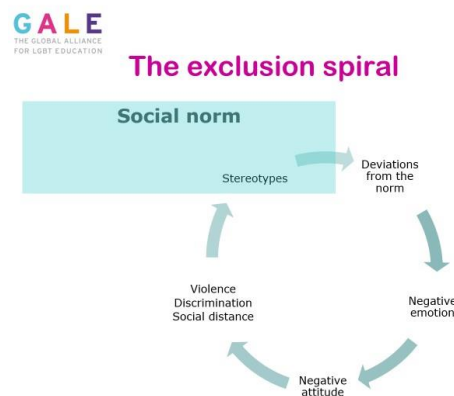 GALE
THE GLOBAL ALLIANCE
FOR LGBT EDUCATION
The exclusion spiral
Social norm
Stereotypes
Deviations
from the
norm
Negative
emotion
Negative
attitude
Violence
Discrimination
Social distance